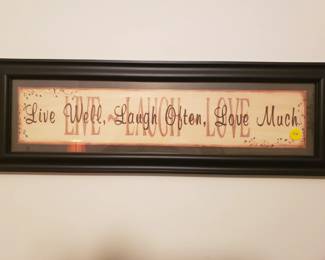 Live Well, Laugh Often, Love Much
LIVE ~ LAUGH ~ LOVE